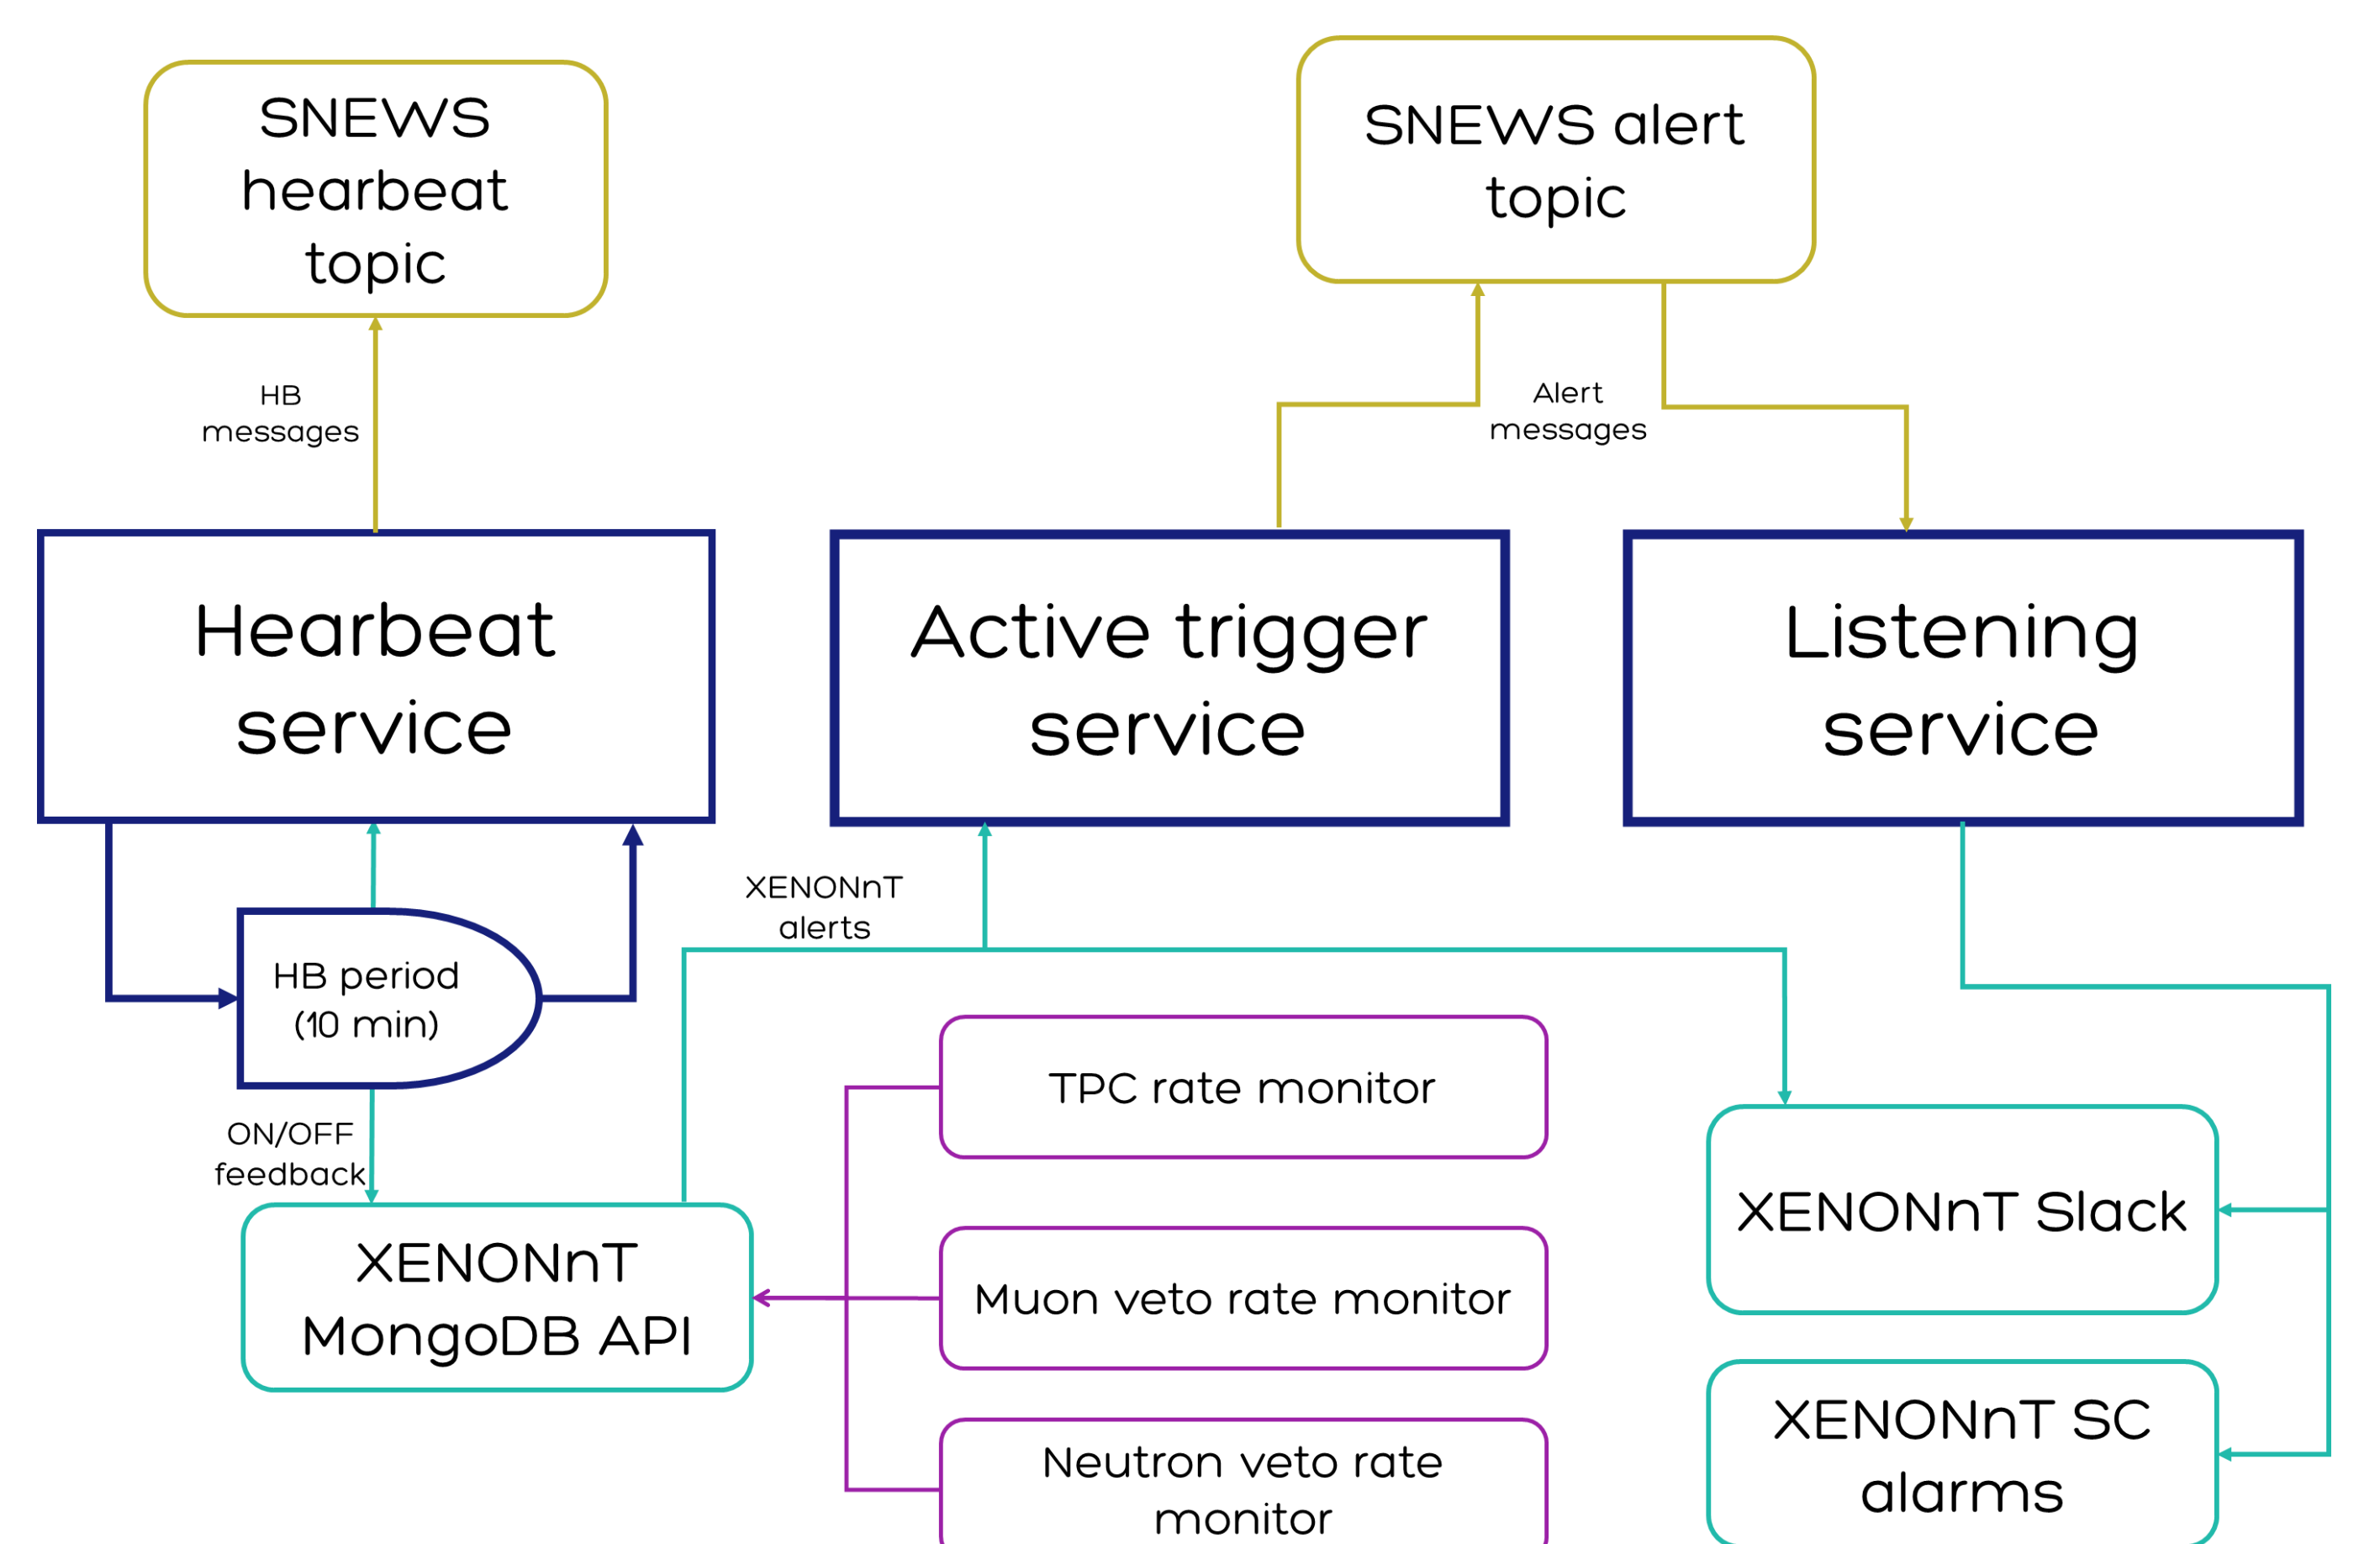 SNEWS
hearbeat
topic
SNEWS alert
topic
HB
messages
Alert
messages
Hearbeat
service
Active trigger
service
Listening
service
XENONnT
alerts
HB period
(10 min)
TPC rate monitor
ON/OFF
feedback
XENONnT
MongoDB API
Muon veto rate monitor
XENONnT Slack
Neutron veto rate
monitor
XENONnT SC
alarms